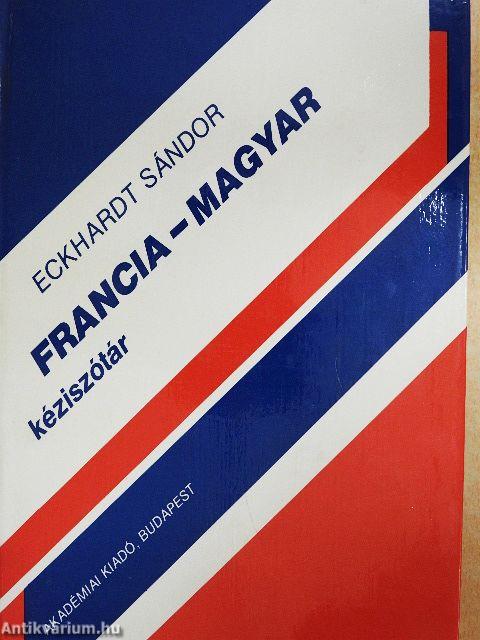 ECKHARDT SÁNDOR
FRANCIA – MAGYAR
kéziszótár
AKADÉMIAI KIADÓ, BUDAPEST
Antikvarium.hu